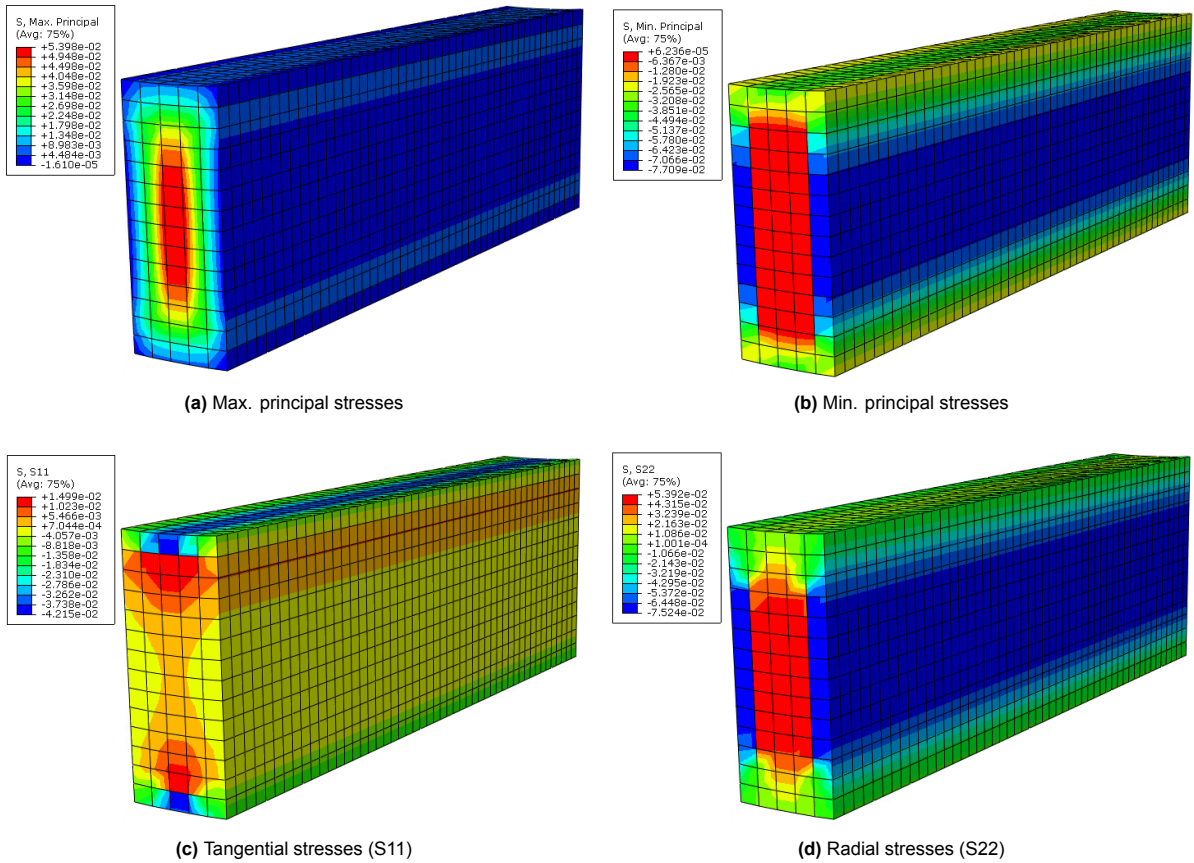 S, Max. Principal
(Avg: 75%)
+5.398e-02
+4.948e-02
+4.498e-02
+4.048e-02
+3.598e-02
+3.148e-02
+2.698e-02
+2.248e-02
+1.798e-02
+1.348e-02
+8.983e-03
+4.484e-03
-1.610e-05
(a) Max. principal stresses
S, Min. Principal
(Avg: 75%)
+6.236e-05
-6.367e-03
-1.280e-02
-1.923e-02
-2.565e-02
-3.208e-02
-3.851e-02
-4.494e-02
-5.137e-02
-5.780e-02
-6.423e-02
-7.066e-02
-7.709e-02
(b) Min. principal stresses
S, S11
(Avg: 75%)
+1.499e-02
+1.023e-02
+5.466e-03
+7.044e-04
-4.057e-03
-8.818e-03
-1.358e-02
-1.834e-02
-2.310e-02
-2.786e-02
-3.262e-02
-3.738e-02
-4.215e-02
(c) Tangential stresses (S11)
S, S22
(Avg: 75%)
+5.392e-02
+4.315e-02
+3.239e-02
+2.163e-02
+1.086e-02
+1.001e-04
-1.066e-02
-2.143e-02
-3.219e-02
-4.295e-02
-5.372e-02
-6.448e-02
-7.524e-02
(d) Radial stresses (S22)